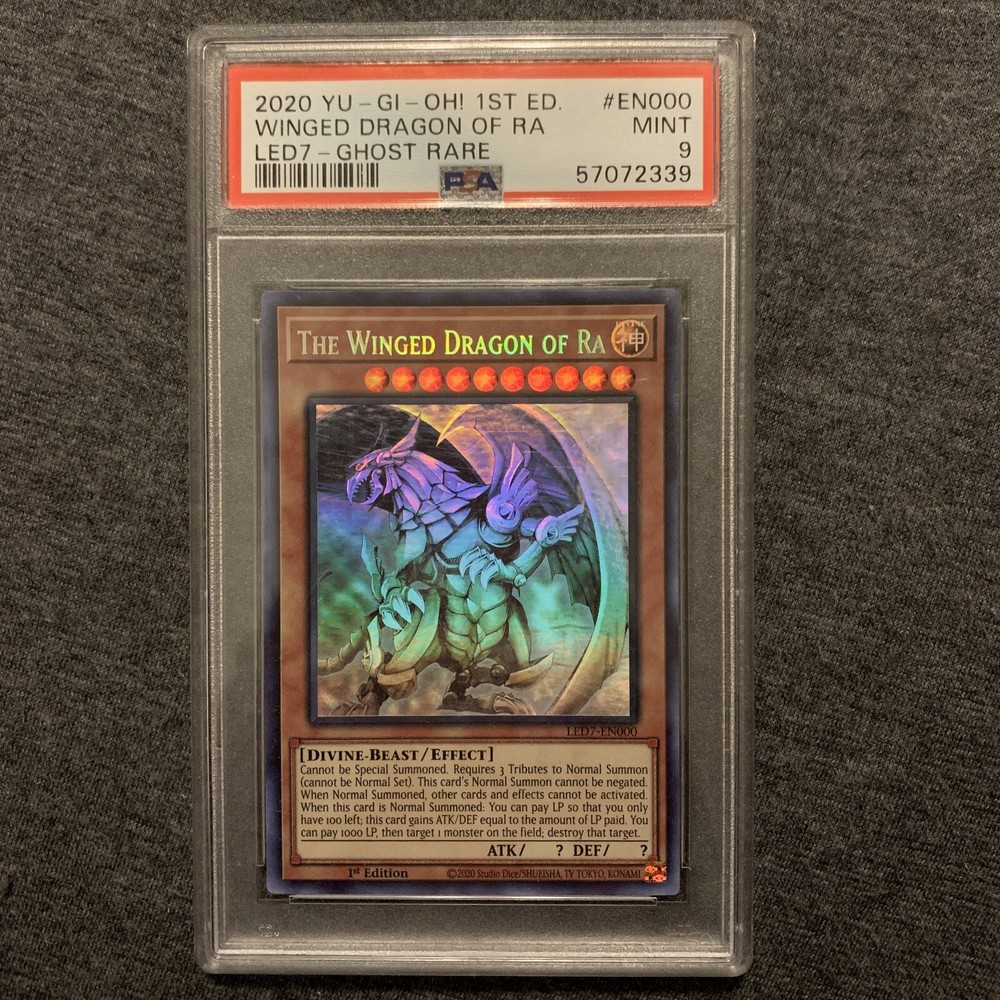 2020 YU-GI-OH! 1ST ED. #EN000
WINGED DRAGON OF RA MINT
LED7-GHOST RARE 9
PSA 57072339
THE WINGED DRAGON OF RA 神
LED7-EN000
[DIVINE-BEAST/EFFECT]
Cannot be Special Summoned. Requires 3 Tributes to Normal Summon
(cannot be Normal Set). This card's Normal Summon cannot be negated.
When Normal Summoned, other cards and effects cannot be activated.
When this card is Normal Summoned: You can pay LP so that you only
have 100 left; this card gains ATK/DEF equal to the amount of LP paid. You
can pay 1000 LP, then target 1 monster on the field; destroy that target.
ATK/ ? DEF/ ?
1st Edition ©2020 Studio Dice/SHUEISHA, TV TOKYO, KONAMI